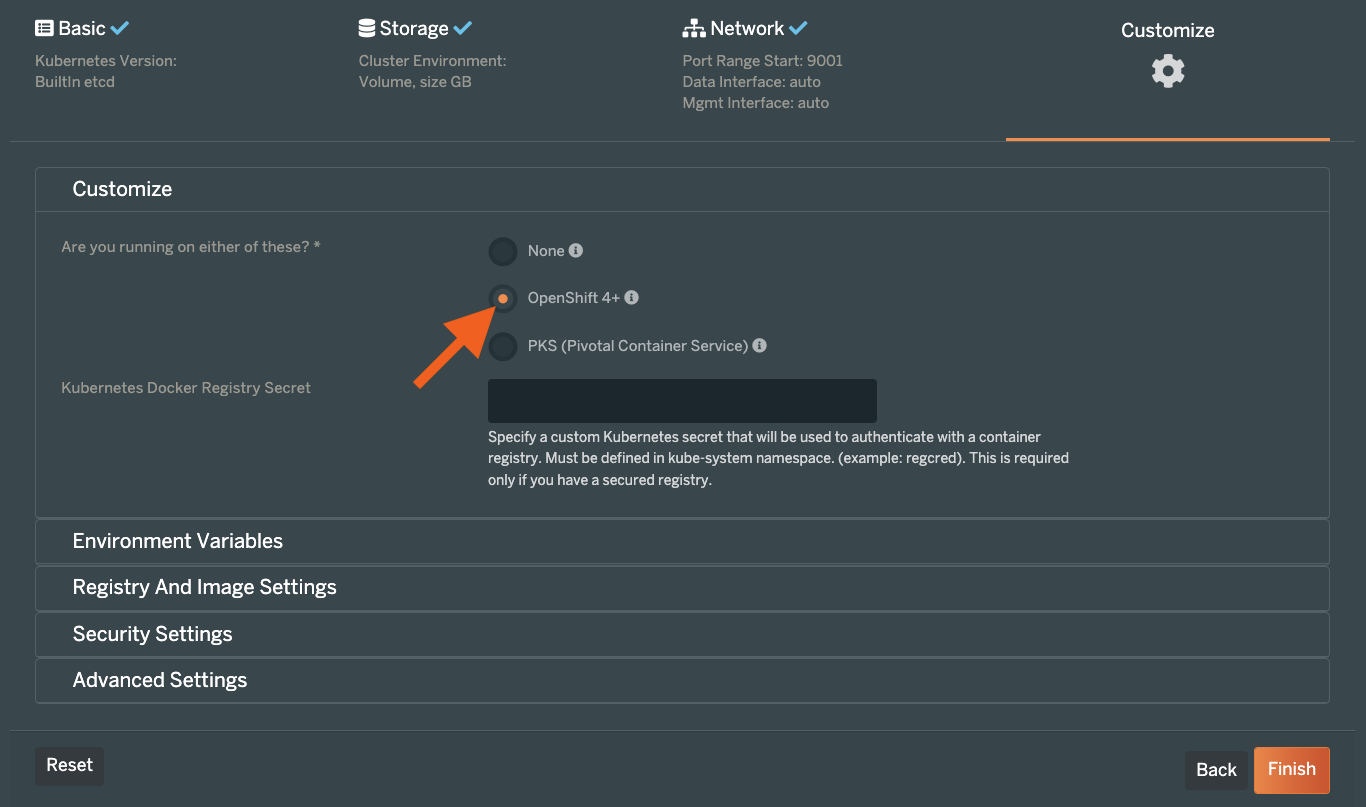 Basic
Kubernetes Version:
BuiltIn etcd
Storage
Cluster Environment:
Volume, size GB
Network
Port Range Start: 9001
Data Interface: auto
Mgmt Interface: auto
Customize
Customize
Are you running on either of these? *
None
OpenShift 4+
PKS (Pivotal Container Service)
Kubernetes Docker Registry Secret
Specify a custom Kubernetes secret that will be used to authenticate with a container
registry. Must be defined in kube-system namespace. (example: regcred). This is required
only if you have a secured registry.
Environment Variables
Registry And Image Settings
Security Settings
Advanced Settings
Reset
Back
Finish